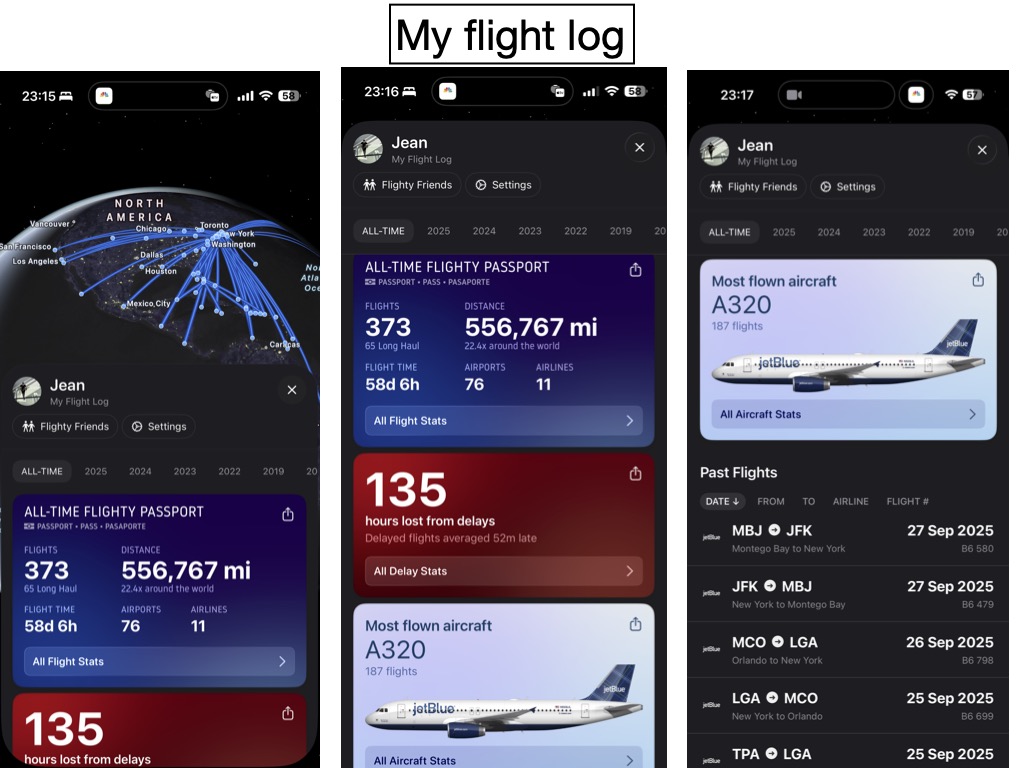 My flight log
23:15
58
NORTH
AMERICA
Vancouver
Chicago
Toronto
San Francisco
New York
Washington
Los Angeles
Dallas
Houston
Mexico City
Caracas
Jean
My Flight Log
Flighty Friends
Settings
ALL-TIME 2025 2024 2023 2022 2019 20
ALL-TIME FLIGHTY PASSPORT
PASSPORT • PASS • PASAPORTE
FLIGHTS DISTANCE
373 556,767 mi
65 Long Haul 22.4x around the world
FLIGHT TIME AIRPORTS AIRLINES
58d 6h 76 11
All Flight Stats
135
hours lost from delays
23:16
58
Jean
My Flight Log
Flighty Friends
Settings
ALL-TIME 2025 2024 2023 2022 2019 20
ALL-TIME FLIGHTY PASSPORT
PASSPORT • PASS • PASAPORTE
FLIGHTS DISTANCE
373 556,767 mi
65 Long Haul 22.4x around the world
FLIGHT TIME AIRPORTS AIRLINES
58d 6h 76 11
All Flight Stats
135
hours lost from delays
Delayed flights averaged 52m late
All Delay Stats
Most flown aircraft
A320
187 flights
jetBlue
jetBlue
All Aircraft Stats
23:17
57
Jean
My Flight Log
Flighty Friends
Settings
ALL-TIME 2025 2024 2023 2022 2019 20
Most flown aircraft
A320
187 flights
jetBlue
jetBlue
All Aircraft Stats
Past Flights
DATE ↓ FROM TO AIRLINE FLIGHT #
jetBlue MBJ ➔ JFK 27 Sep 2025
Montego Bay to New York B6 580
jetBlue JFK ➔ MBJ 27 Sep 2025
New York to Montego Bay B6 479
jetBlue MCO ➔ LGA 26 Sep 2025
Orlando to New York B6 798
jetBlue LGA ➔ MCO 25 Sep 2025
New York to Orlando B6 699
jetBlue TPA ➔ LGA 25 Sep 2025